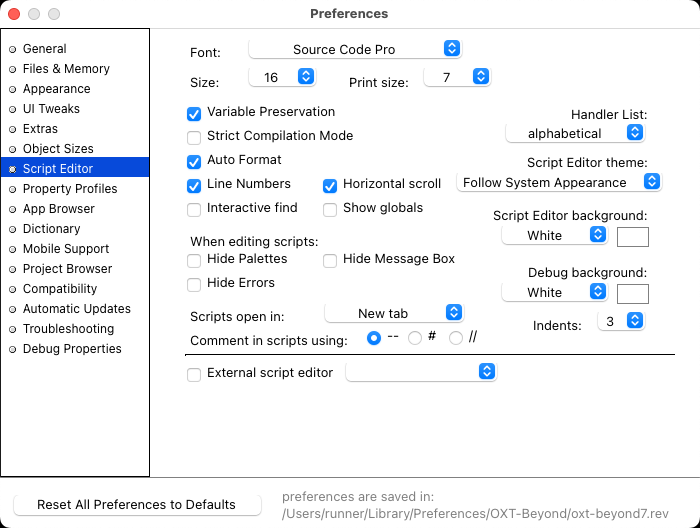 Preferences
General
Files & Memory
Appearance
UI Tweaks
Extras
Object Sizes
Script Editor
Property Profiles
App Browser
Dictionary
Mobile Support
Project Browser
Compatibility
Automatic Updates
Troubleshooting
Debug Properties
Font: Source Code Pro
Size: 16 Print size: 7
Variable Preservation
Strict Compilation Mode
Auto Format
Line Numbers Horizontal scroll
Interactive find Show globals
When editing scripts:
Hide Palettes Hide Message Box
Hide Errors
Scripts open in: New tab
Comment in scripts using: -- # //
Handler List:
alphabetical
Script Editor theme:
Follow System Appearance
Script Editor background:
White
Debug background:
White
Indents: 3
External script editor
Reset All Preferences to Defaults
preferences are saved in:
/Users/runner/Library/Preferences/OXT-Beyond/oxt-beyond7.rev